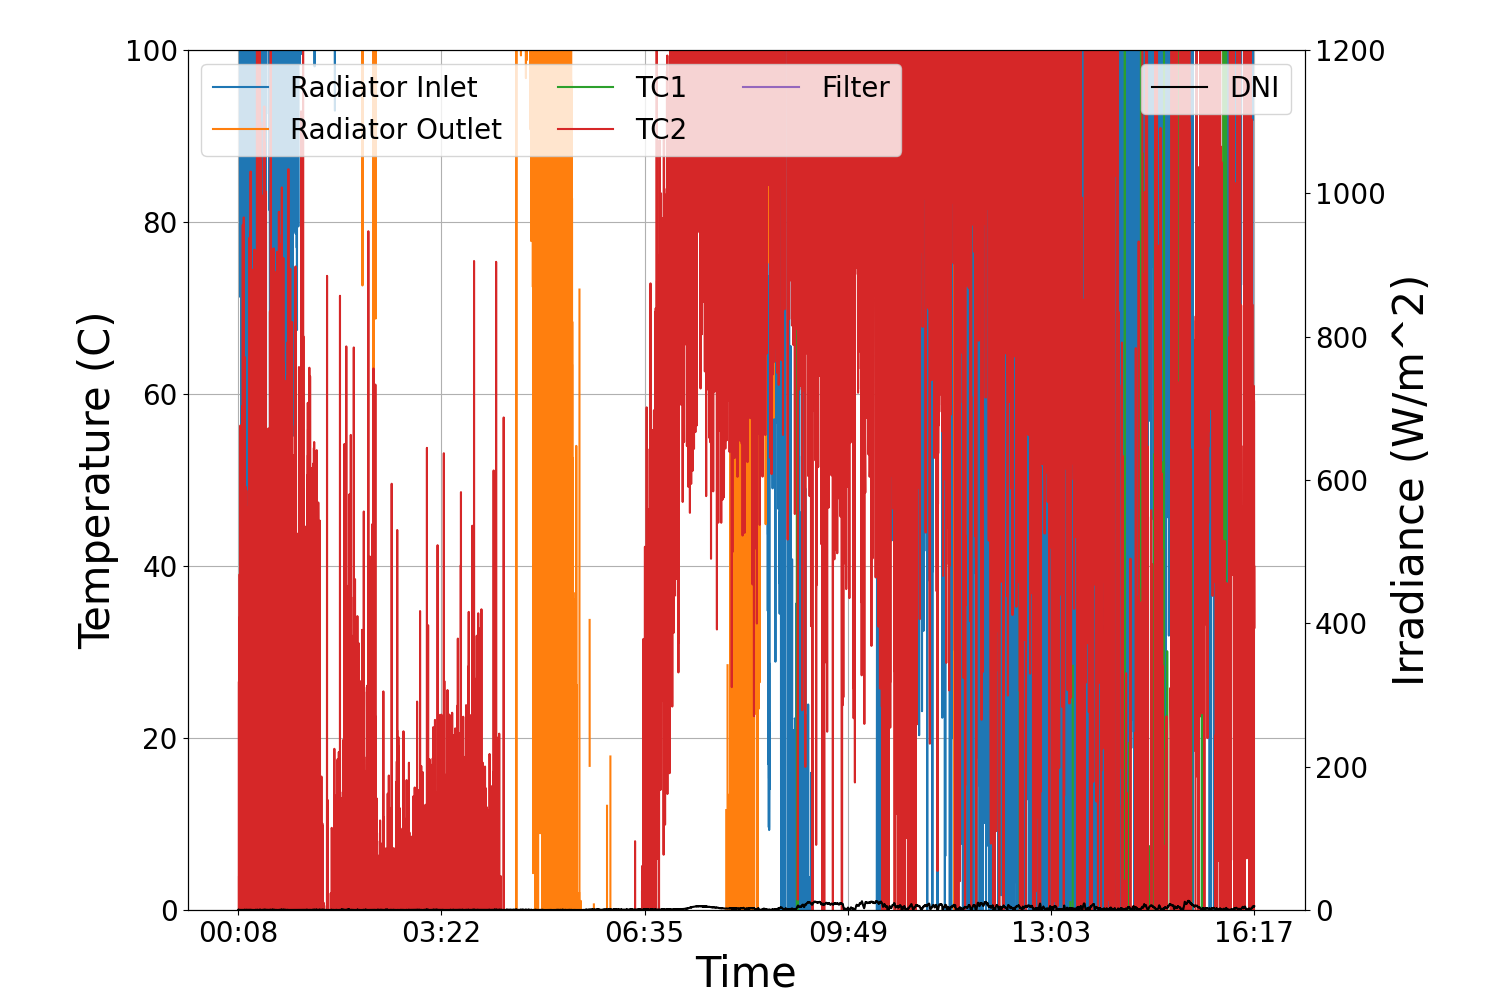 100
80
60
40
20
0
Temperature (C)
Radiator Inlet
Radiator Outlet
TC1
TC2
Filter
DNI
1200
1000
800
600
400
200
0
Irradiance (W/m^2)
00:08
03:22
06:35
09:49
13:03
16:17
Time